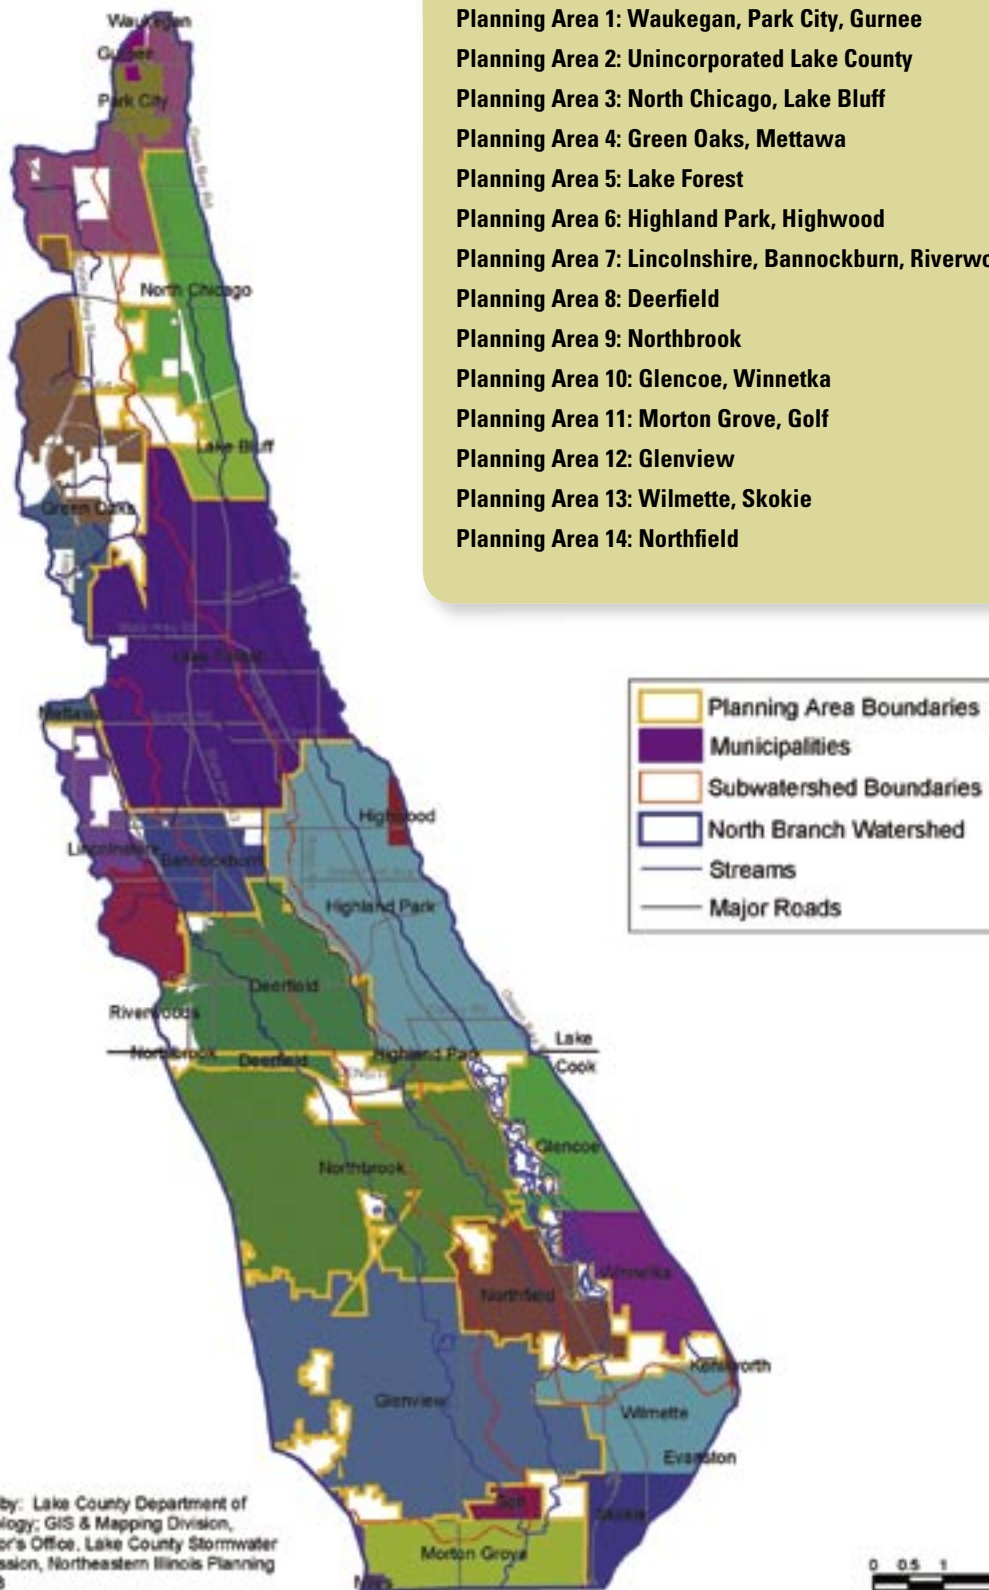 Planning Area 1: Waukegan, Park City, Gurnee
Planning Area 2: Unincorporated Lake County
Planning Area 3: North Chicago, Lake Bluff
Planning Area 4: Green Oaks, Mettawa
Planning Area 5: Lake Forest
Planning Area 6: Highland Park, Highwood
Planning Area 7: Lincolnshire, Bannockburn, Riverwo
Planning Area 8: Deerfield
Planning Area 9: Northbrook
Planning Area 10: Glencoe, Winnetka
Planning Area 11: Morton Grove, Golf
Planning Area 12: Glenview
Planning Area 13: Wilmette, Skokie
Planning Area 14: Northfield
Waukegan
Gurnee
Park City
Green Bay Rd
North Chicago
Lake Bluff
Green Oaks
Lake Forest
Mettawa
Planning Area Boundaries
Municipalities
Subwatershed Boundaries
North Branch Watershed
Streams
Major Roads
Highwood
Lincolnshire
Bannockburn
Highland Park
Deerfield
Riverwoods
Lake
Northbrook
Deerfield
Highland Park
Cook
Glencoe
Northbrook
Winnetka
Northfield
Kenilworth
Glenview
Wilmette
Evanston
Golf
Skokie
Morton Grove
Niles
by: Lake County Department of
logy; GIS & Mapping Division,
or's Office, Lake County Stormwater
ssion, Northeastern Illinois Planning
0 0.5 1